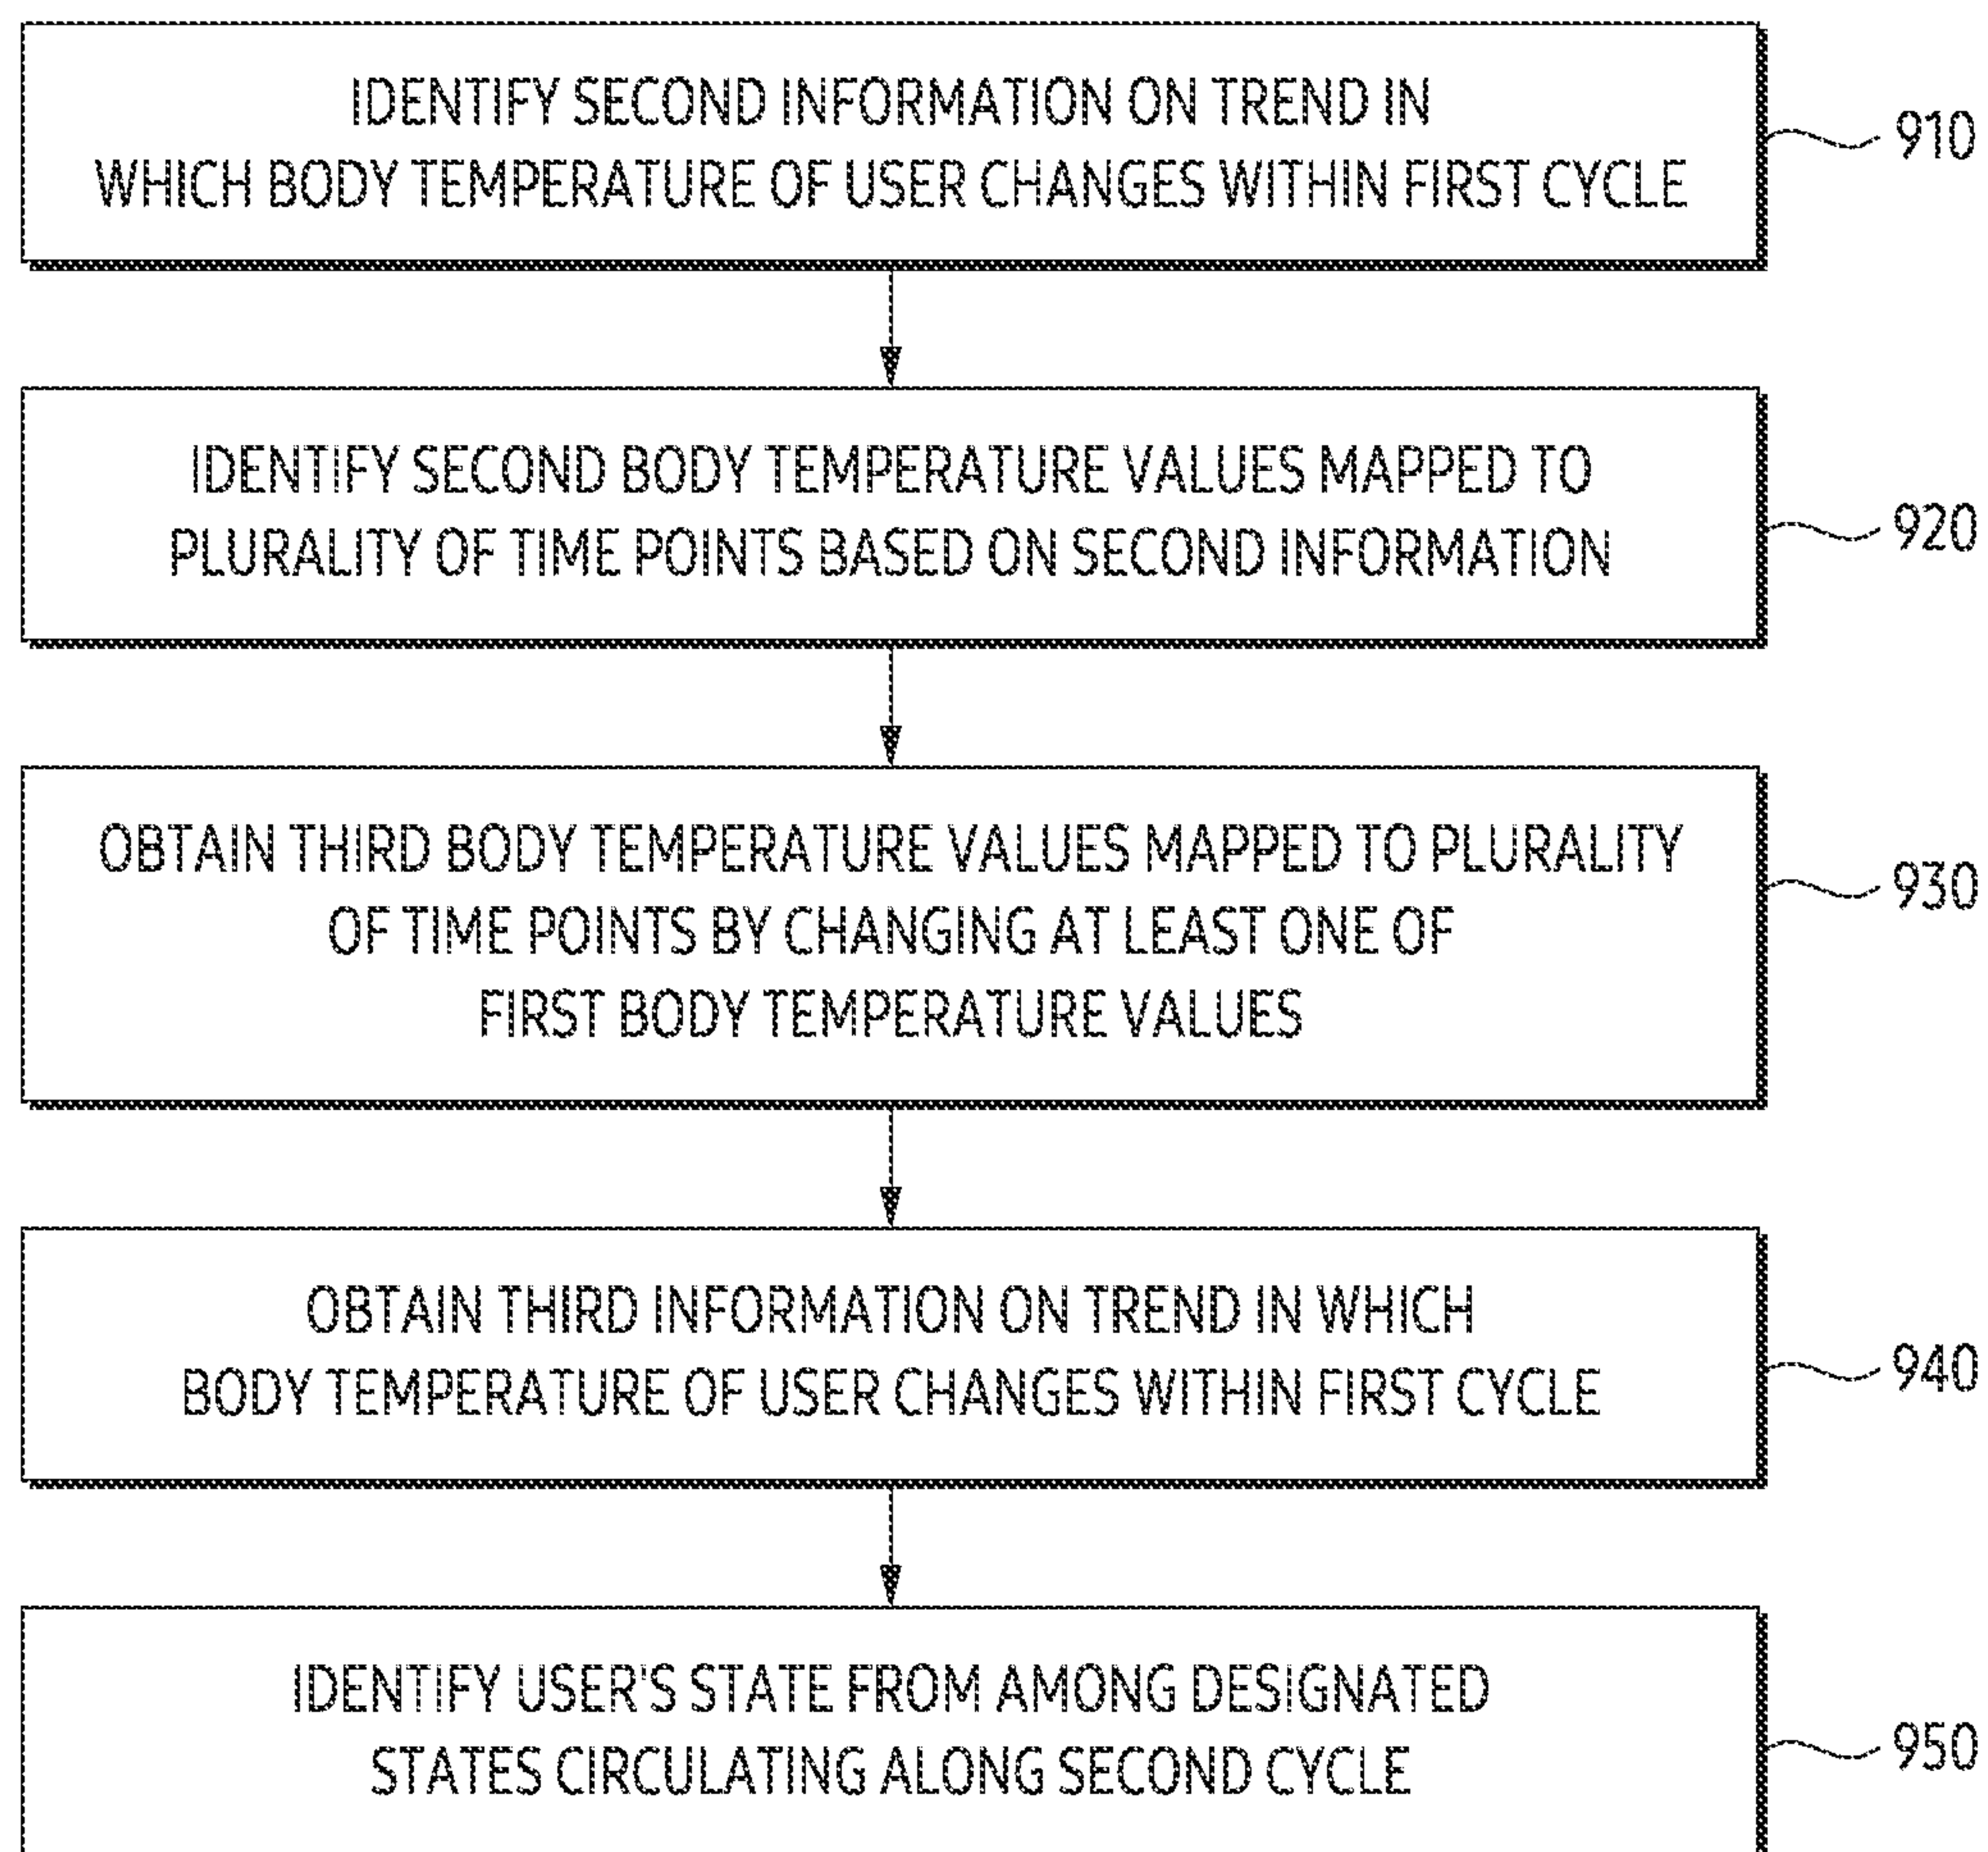 IDENTIFY SECOND INFORMATION ON TREND IN
WHICH BODY TEMPERATURE OF USER CHANGES WITHIN FIRST CYCLE
910
IDENTIFY SECOND BODY TEMPERATURE VALUES MAPPED TO
PLURALITY OF TIME POINTS BASED ON SECOND INFORMATION
920
OBTAIN THIRD BODY TEMPERATURE VALUES MAPPED TO PLURALITY
OF TIME POINTS BY CHANGING AT LEAST ONE OF
FIRST BODY TEMPERATURE VALUES
930
OBTAIN THIRD INFORMATION ON TREND IN WHICH
BODY TEMPERATURE OF USER CHANGES WITHIN FIRST CYCLE
940
IDENTIFY USER'S STATE FROM AMONG DESIGNATED
STATES CIRCULATING ALONG SECOND CYCLE
950